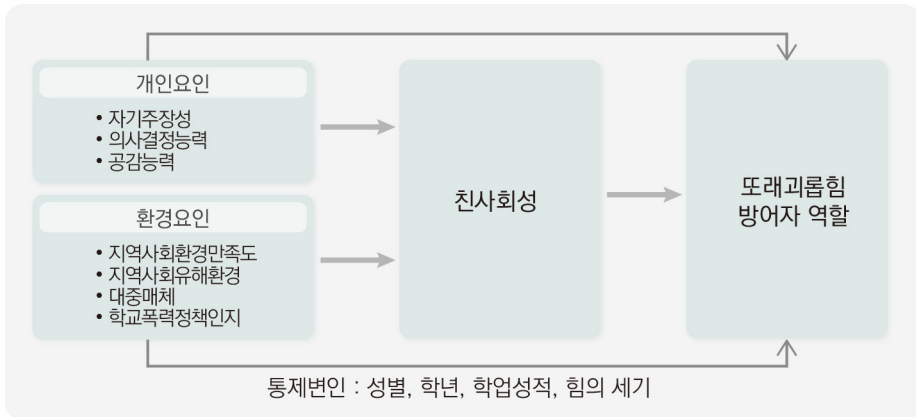 개인요인
• 자기주장성
• 의사결정능력
• 공감능력
환경요인
• 지역사회환경만족도
• 지역사회유해환경
• 대중매체
• 학교폭력정책인지
친사회성
또래괴롭힘
방어자 역할
통제변인 : 성별, 학년, 학업성적, 힘의 세기